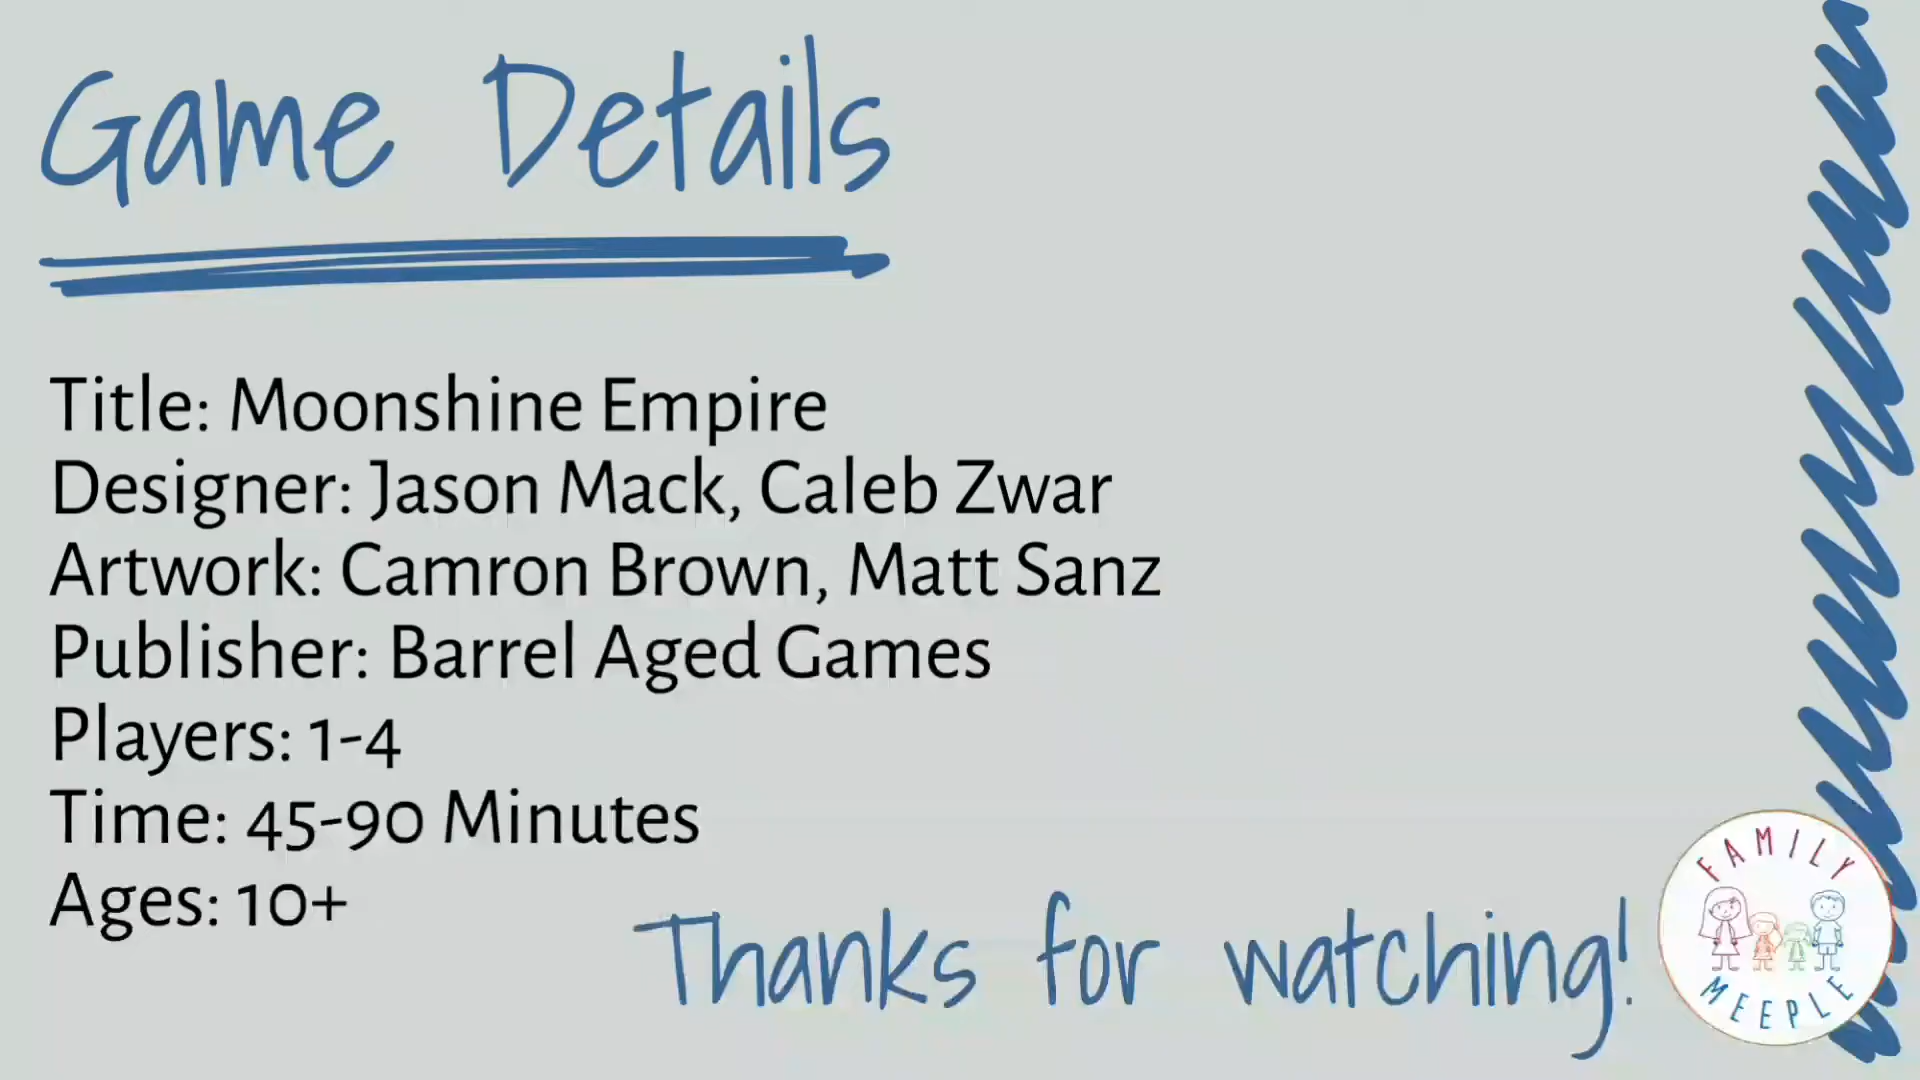 Game Details
Title: Moonshine Empire
Designer: Jason Mack, Caleb Zwar
Artwork: Camron Brown, Matt Sanz
Publisher: Barrel Aged Games
Players: 1-4
Time: 45-90 Minutes
Ages: 10+
Thanks for watching!
FAMILY
MEEPLE